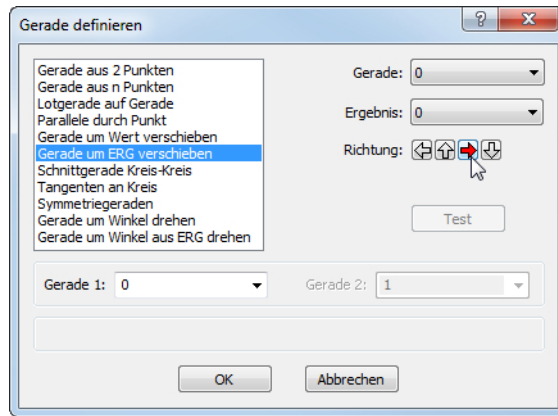 Gerade definieren
Gerade aus 2 Punkten
Gerade aus n Punkten
Lotgerade auf Gerade
Parallele durch Punkt
Gerade um Wert verschieben
Gerade um ERG verschieben
Schnittgerade Kreis-Kreis
Tangenten an Kreis
Symmetriegeraden
Gerade um Winkel drehen
Gerade um Winkel aus ERG drehen
Gerade: 0
Ergebnis: 0
Richtung:
Test
Gerade 1: 0
Gerade 2: 1
OK
Abbrechen